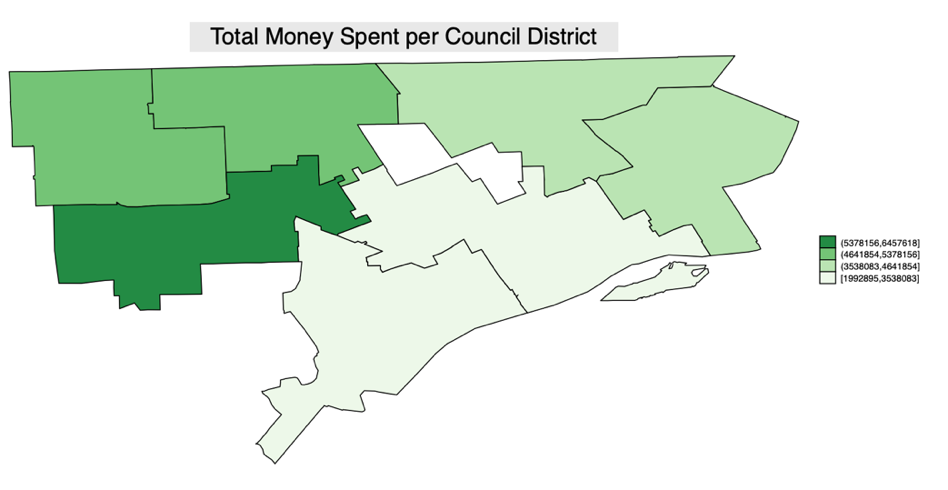 Total Money Spent per Council District
(5378156,6457618]
(4641854,5378156]
(3538083,4641854]
[1992895,3538083]